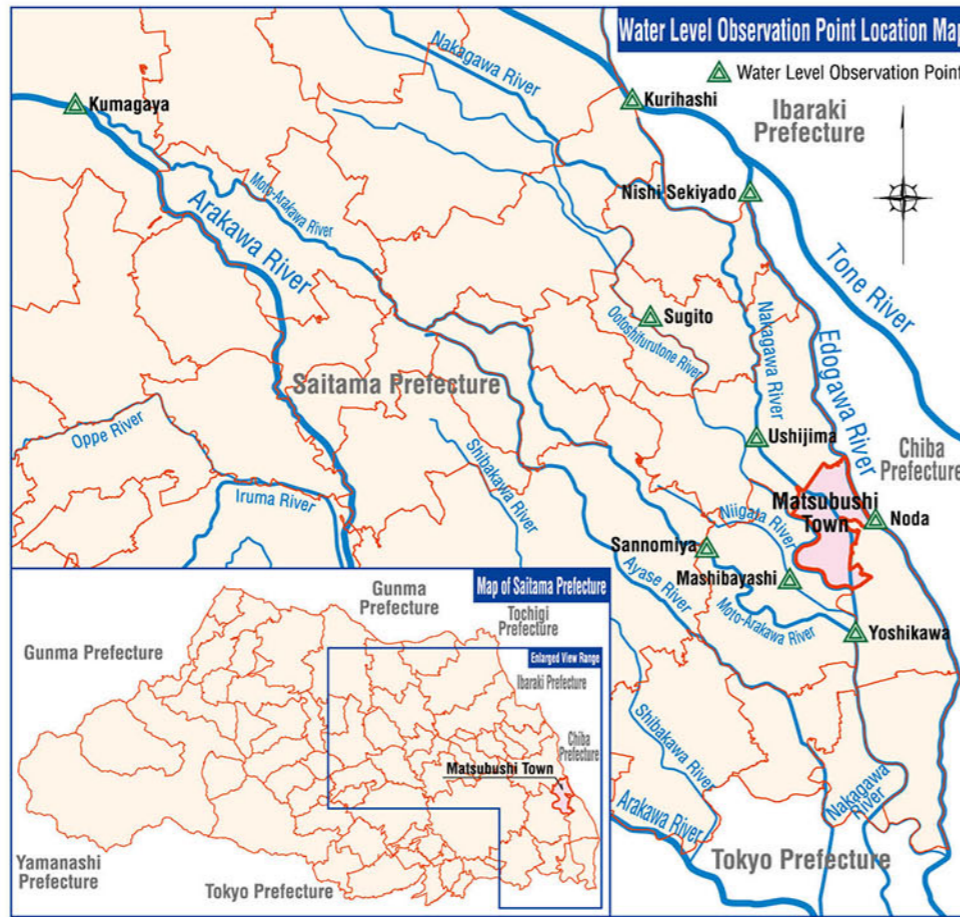 Water Level Observation Point Location Map
Water Level Observation Point
Nakagawa River
Kumagaya
Kurihashi
Ibaraki
Prefecture
Nishi Sekiyado
Moto-Arakawa River
Arakawa River
Tone River
Sugito
Ootoshifurutone River
Nakagawa River
Edogawa River
Saitama Prefecture
Oppe River
Ushijima
Chiba
Prefecture
Shibakawa River
Iruma River
Matsubushi
Town
Niigata River
Noda
Sannomiya
Mashibayashi
Ayase River
Moto-Arakawa River
Yoshikawa
Shibakawa River
Nakagawa
River
Arakawa River
Tokyo Prefecture
Map of Saitama Prefecture
Gunma
Prefecture
Tochigi
Prefecture
Gunma Prefecture
Enlarged View Range
Ibaraki Prefecture
Chiba
Prefecture
Matsubushi Town
Yamanashi
Prefecture
Tokyo Prefecture